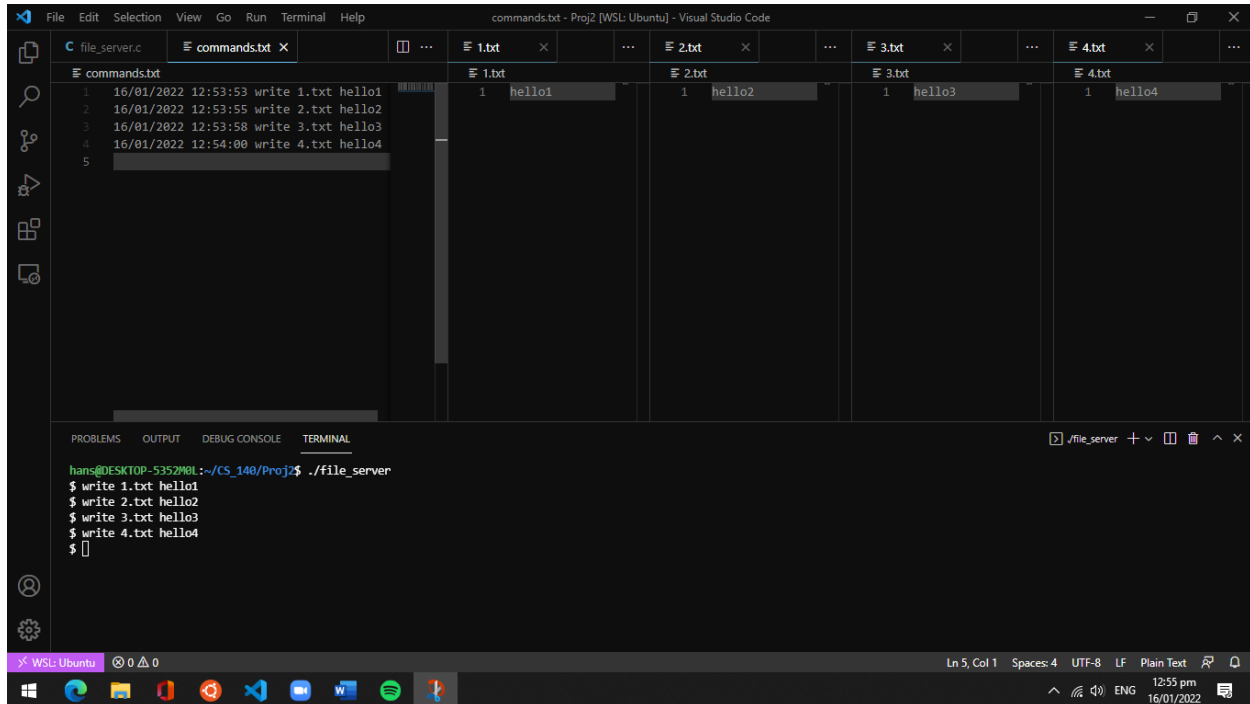 File Edit Selection View Go Run Terminal Help commands.txt - Proj2 [WSL: Ubuntu] - Visual Studio Code
C file_server.c commands.txt 1.txt 2.txt 3.txt 4.txt
commands.txt 1.txt 2.txt 3.txt 4.txt
1 16/01/2022 12:53:53 write 1.txt hello1
2 16/01/2022 12:53:55 write 2.txt hello2
3 16/01/2022 12:53:58 write 3.txt hello3
4 16/01/2022 12:54:00 write 4.txt hello4
5
1 hello1
1 hello2
1 hello3
1 hello4
PROBLEMS OUTPUT DEBUG CONSOLE TERMINAL ./file_server
hans@DESKTOP-5352M0L:~/CS_140/Proj2$ ./file_server
$ write 1.txt hello1
$ write 2.txt hello2
$ write 3.txt hello3
$ write 4.txt hello4
$
WSL: Ubuntu 0 0 Ln 5, Col 1 Spaces: 4 UTF-8 LF Plain Text
ENG 12:55 pm
16/01/2022